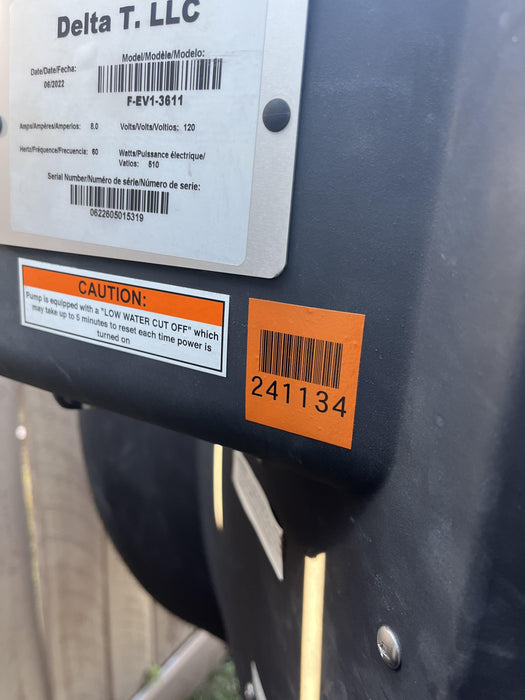 Delta T. LLC
Model/Modèle/Modelo:
Date/Date/Fecha:
06/2022
F-EV1-3611
Amps/Ampères/Amperios: 8.0 Volts/Volts/Voltios: 120
Hertz/Fréquence/Frecuencia: 60 Watts/Puissance électrique/
Vatios: 810
Serial Number/Numéro de série/Número de serie:
0622605015319
CAUTION:
Pump is equipped with a "LOW WATER CUT OFF" which
may take up to 5 minutes to reset each time power is
turned on
241134